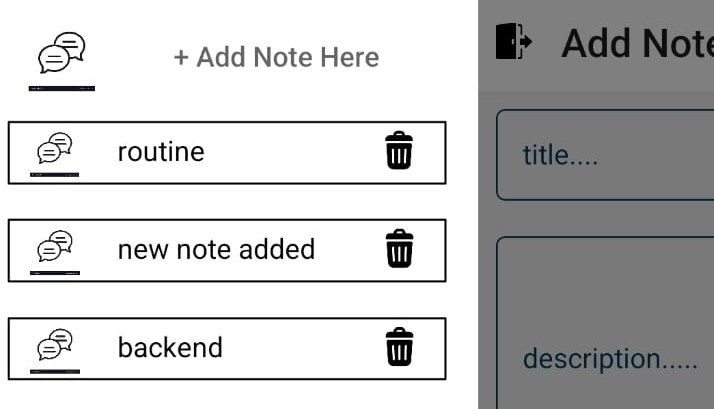 + Add Note Here
routine
new note added
backend
Add Note
title....
description.....